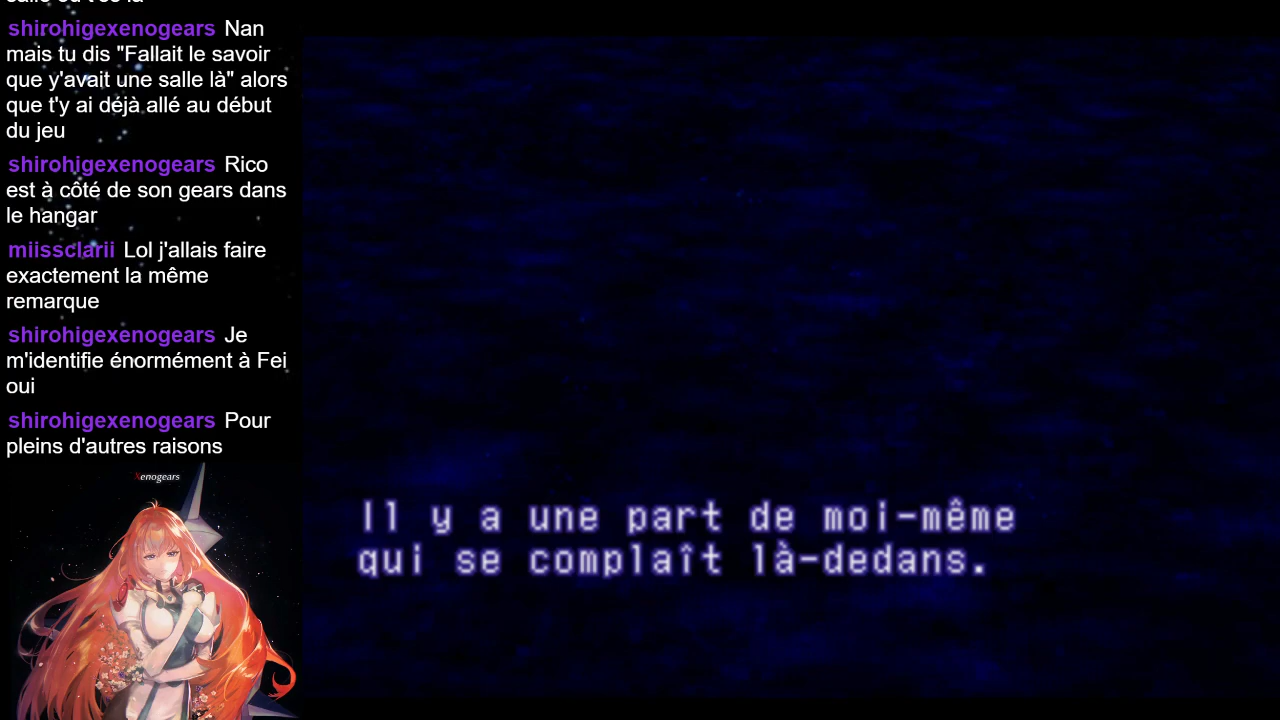 shirohigexenogears Nan
mais tu dis "Fallait le savoir
que y'avait une salle là" alors
que t'y ai déjà allé au début
du jeu
shirohigexenogears Rico
est à côté de son gears dans
le hangar
miissclarii Lol j'allais faire
exactement la même
remarque
shirohigexenogears Je
m'identifie énormément à Fei
oui
shirohigexenogears Pour
pleins d'autres raisons
Xenogears
Il y a une part de moi-même
qui se complaît là-dedans.